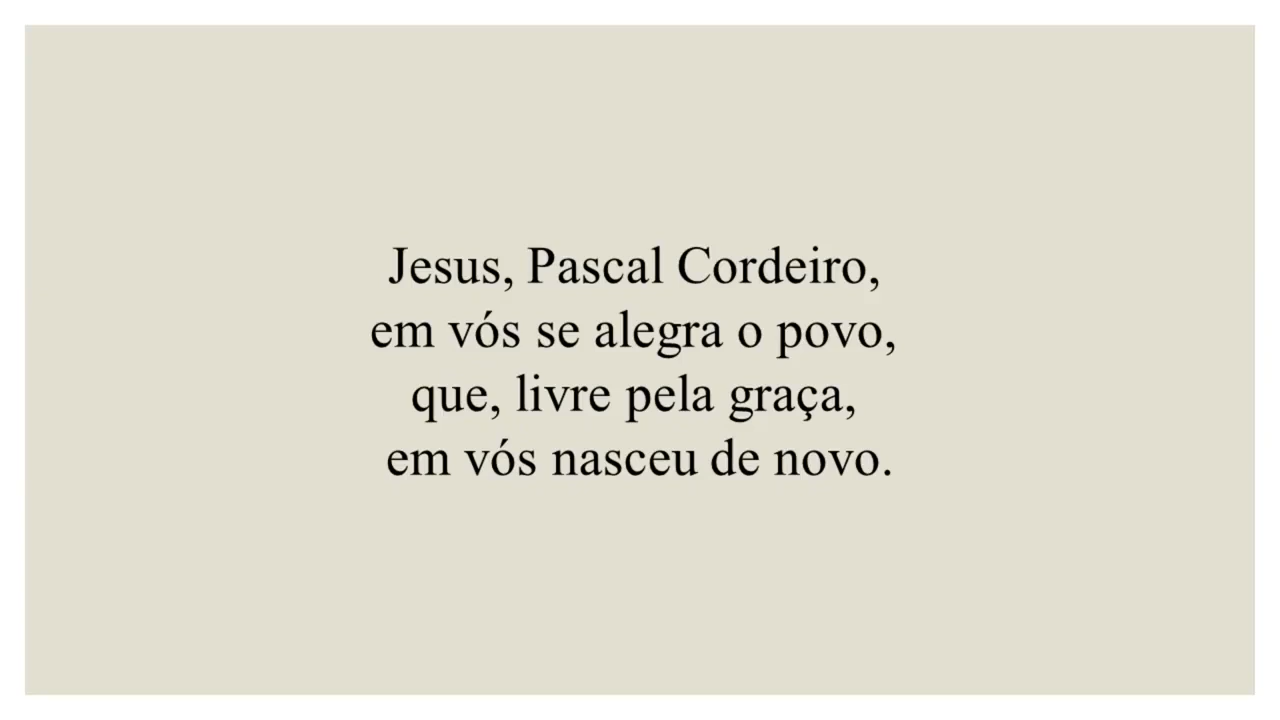 Jesus, Pascal Cordeiro,
em vós se alegra o povo,
que, livre pela graça,
em vós nasceu de novo.